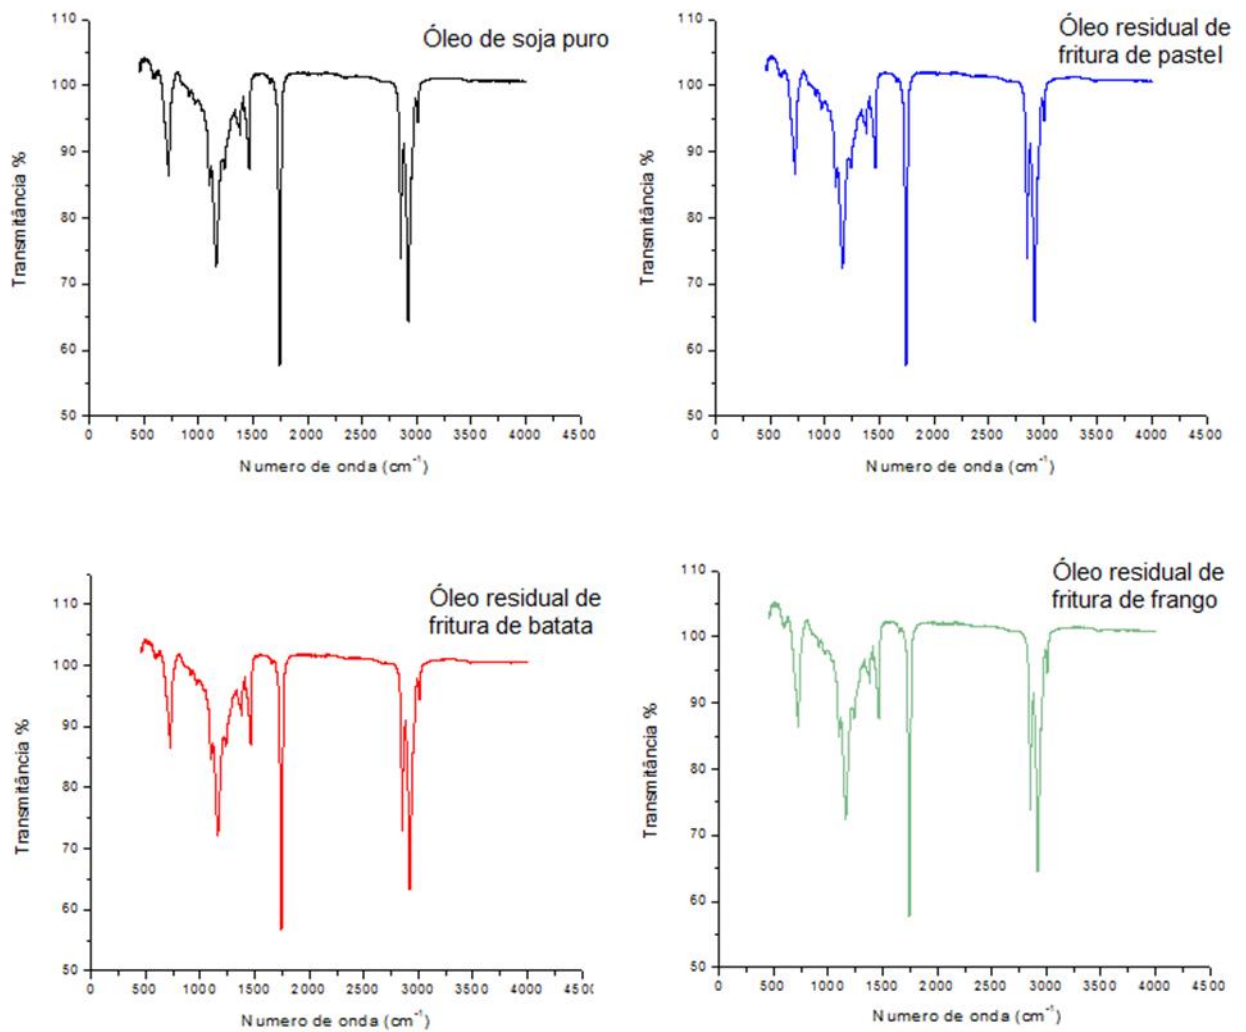 Óleo de soja puro
110
100
90
80
70
60
50
Transmitância %
0 500 1000 1500 2000 2500 3000 3500 4000 4500
Numero de onda (cm⁻¹)
Óleo residual de
fritura de pastel
110
100
90
80
70
60
50
Transmitância %
0 500 1000 1500 2000 2500 3000 3500 4000 4500
Numero de onda (cm⁻¹)
Óleo residual de
fritura de batata
110
100
90
80
70
60
50
Transmitância %
0 500 1000 1500 2000 2500 3000 3500 4000 4500
Numero de onda (cm⁻¹)
Óleo residual de
fritura de frango
110
100
90
80
70
60
50
Transmitância %
0 500 1000 1500 2000 2500 3000 3500 4000 4500
Numero de onda (cm⁻¹)